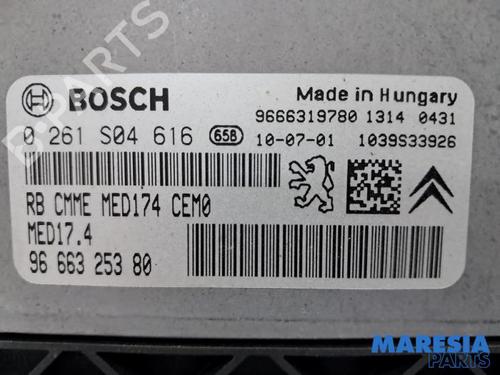 BOSCH
Made in Hungary
9666319780 1314 0431
0 261 S04 616 658 10-07-01 1039S33926
RB CMME MED174 CEM0
MED17.4
96 663 253 80
B-PARTS
MARESIA
PARTS